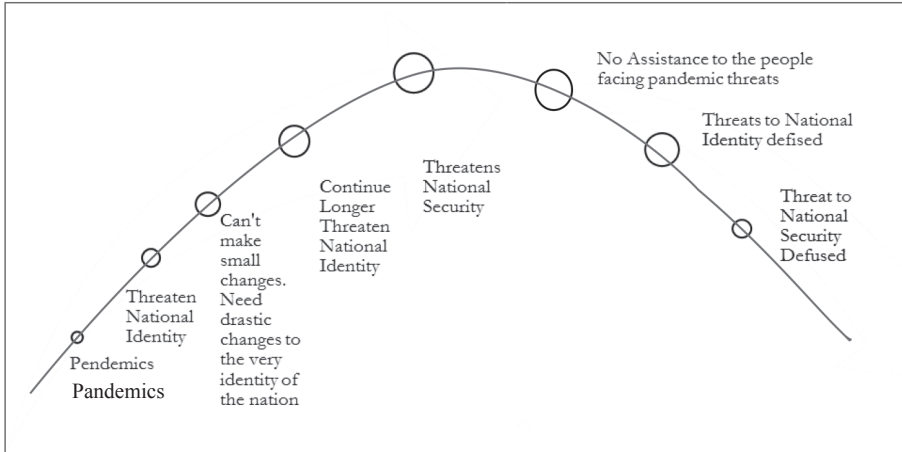 Pendemics
Pandemics
Threaten
National
Identity
Can't
make
small
changes.
Need
drastic
changes to
the very
identity of
the nation
Continue
Longer
Threaten
National
Identity
Threatens
National
Security
No Assistance to the people
facing pandemic threats
Threats to National
Identity defised
Threat to
National
Security
Defused